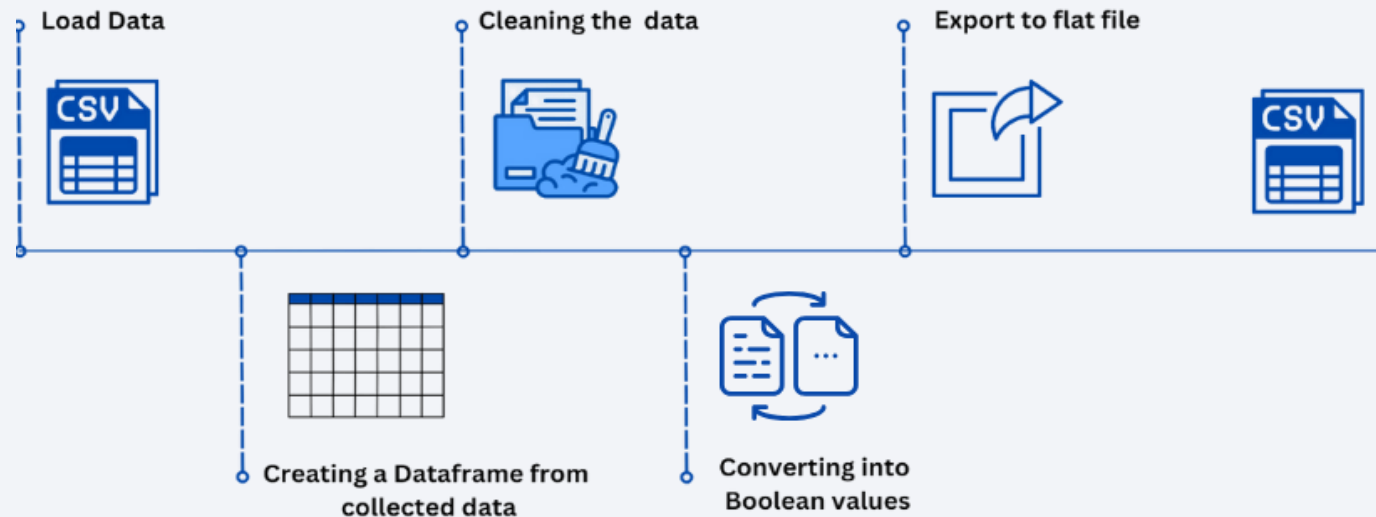 Load Data
Cleaning the data
Export to flat file
CSV
CSV
Creating a Dataframe from
collected data
Converting into
Boolean values